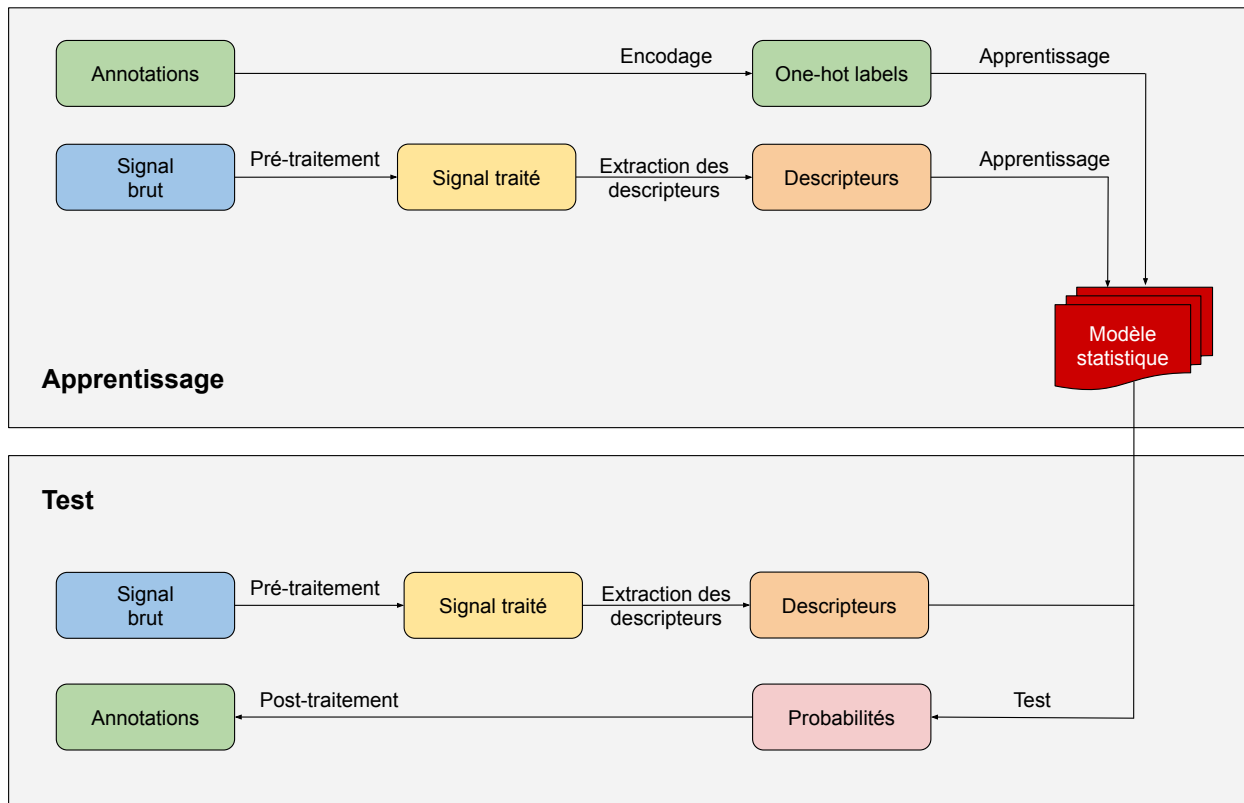 Annotations
Encodage
One-hot labels
Apprentissage
Signal
brut
Pré-traitement
Signal traité
Extraction des
descripteurs
Descripteurs
Apprentissage
Modèle
statistique
Apprentissage
Test
Signal
brut
Pré-traitement
Signal traité
Extraction des
descripteurs
Descripteurs
Annotations
Post-traitement
Probabilités
Test